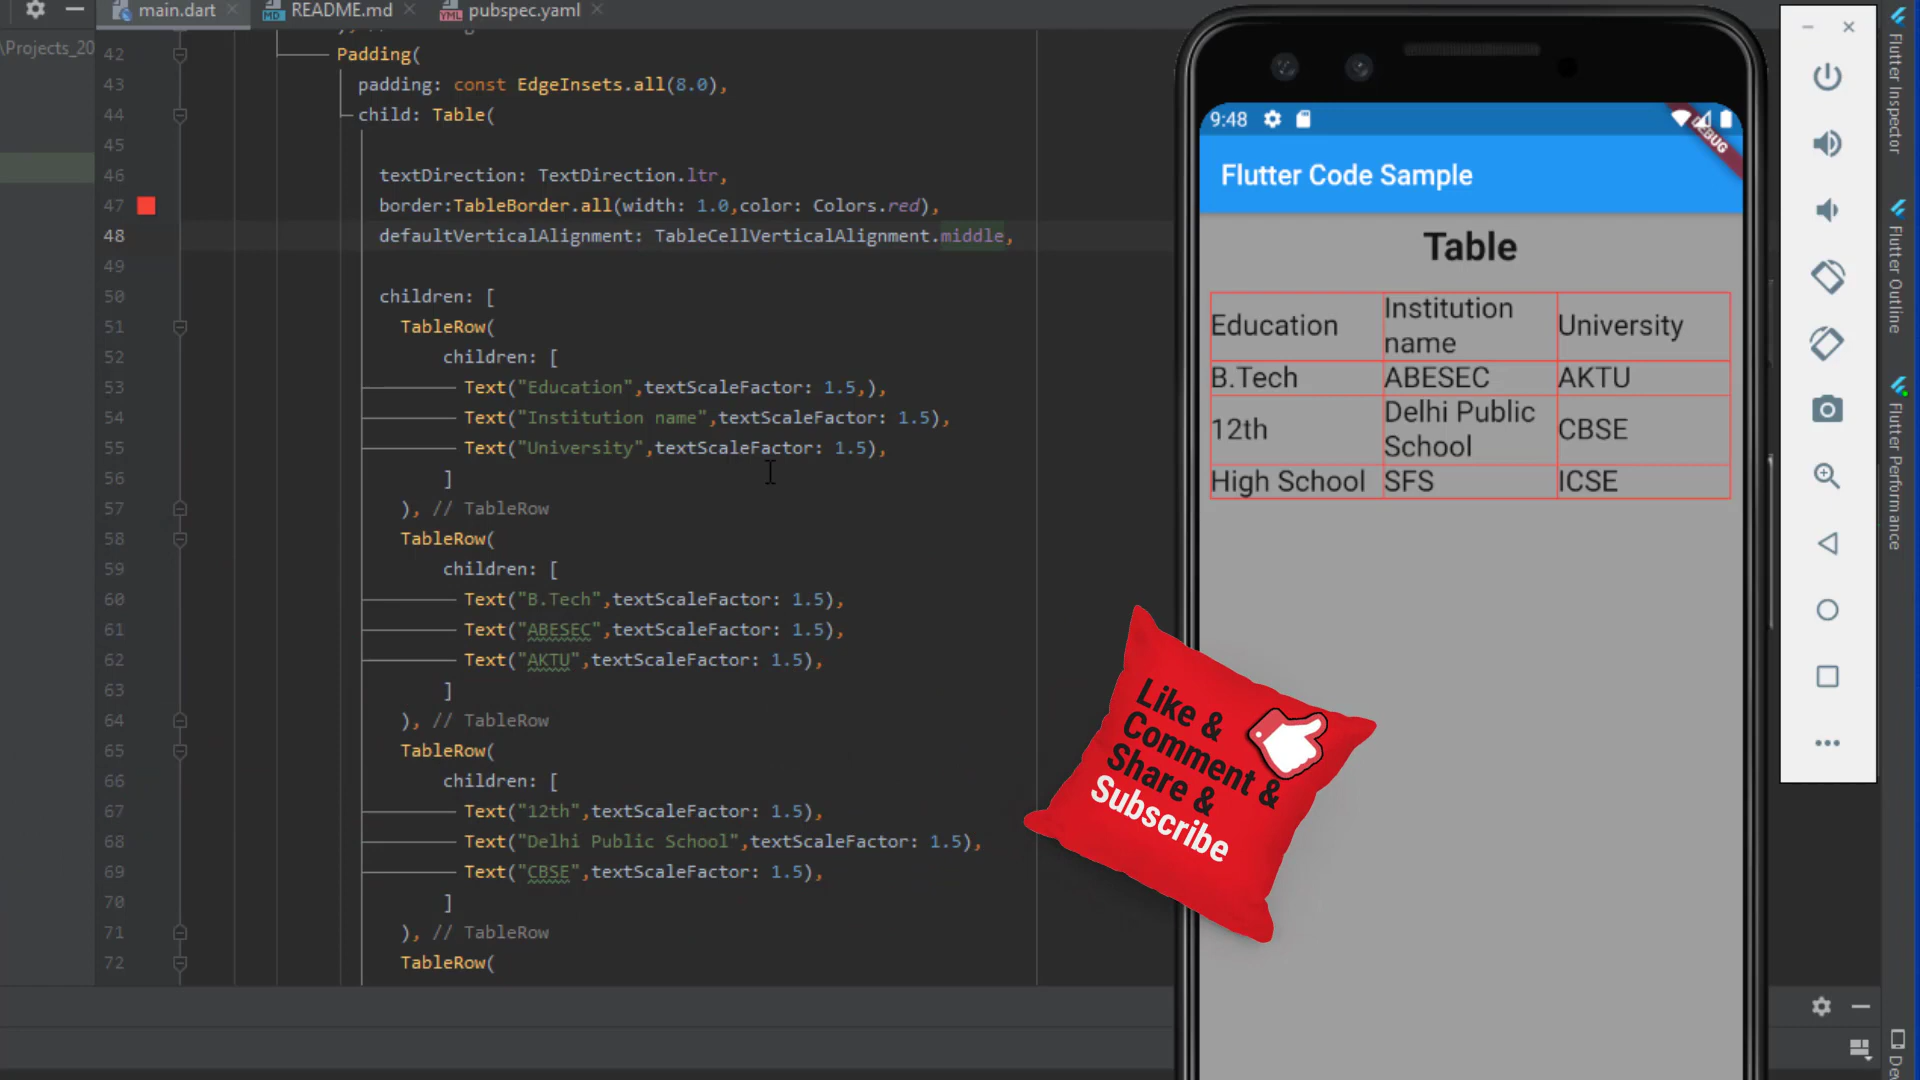 main.dart
README.md
pubspec.yaml
\Projects_20
42 Padding(
43 padding: const EdgeInsets.all(8.0),
44 child: Table(
45
46 textDirection: TextDirection.ltr,
47 border:TableBorder.all(width: 1.0,color: Colors.red),
48 defaultVerticalAlignment: TableCellVerticalAlignment.middle,
49
50 children: [
51 TableRow(
52 children: [
53 Text("Education",textScaleFactor: 1.5,),
54 Text("Institution name",textScaleFactor: 1.5),
55 Text("University",textScaleFactor: 1.5),
56 ]
57 ), // TableRow
58 TableRow(
59 children: [
60 Text("B.Tech",textScaleFactor: 1.5),
61 Text("ABESEC",textScaleFactor: 1.5),
62 Text("AKTU",textScaleFactor: 1.5),
63 ]
64 ), // TableRow
65 TableRow(
66 children: [
67 Text("12th",textScaleFactor: 1.5),
68 Text("Delhi Public School",textScaleFactor: 1.5),
69 Text("CBSE",textScaleFactor: 1.5),
70 ]
71 ), // TableRow
72 TableRow(
9:48
DEBUG
Flutter Code Sample
Table
Education Institution name University
B.Tech ABESEC AKTU
12th Delhi Public School CBSE
High School SFS ICSE
Like &
Comment &
Share &
Subscribe
Flutter Inspector
Flutter Outline
Flutter Performance